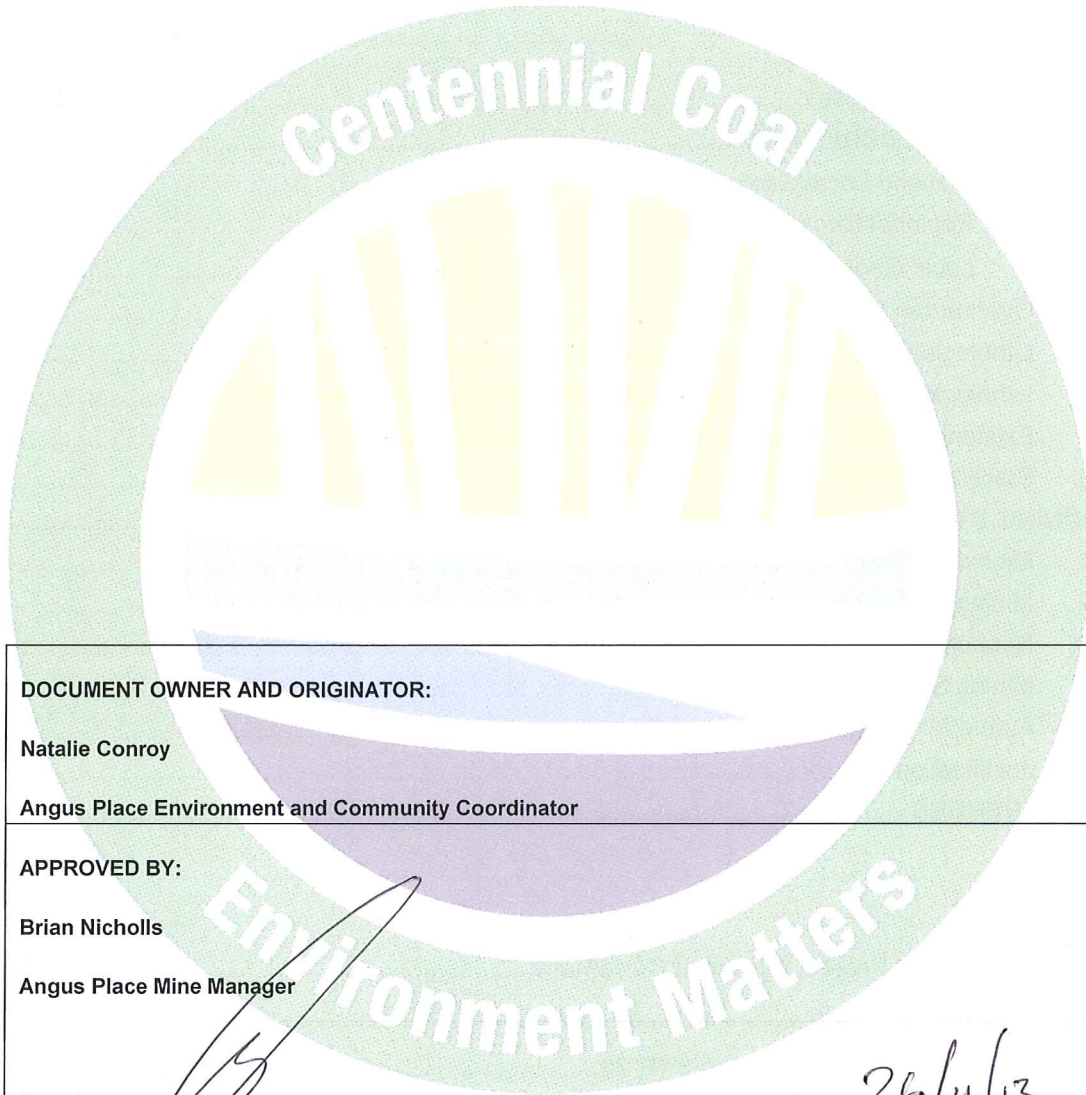 Centennial Coal
DOCUMENT OWNER AND ORIGINATOR:
Natalie Conroy
Angus Place Environment and Community Coordinator
APPROVED BY:
Brian Nicholls
Angus Place Mine Manager
Environment Matters